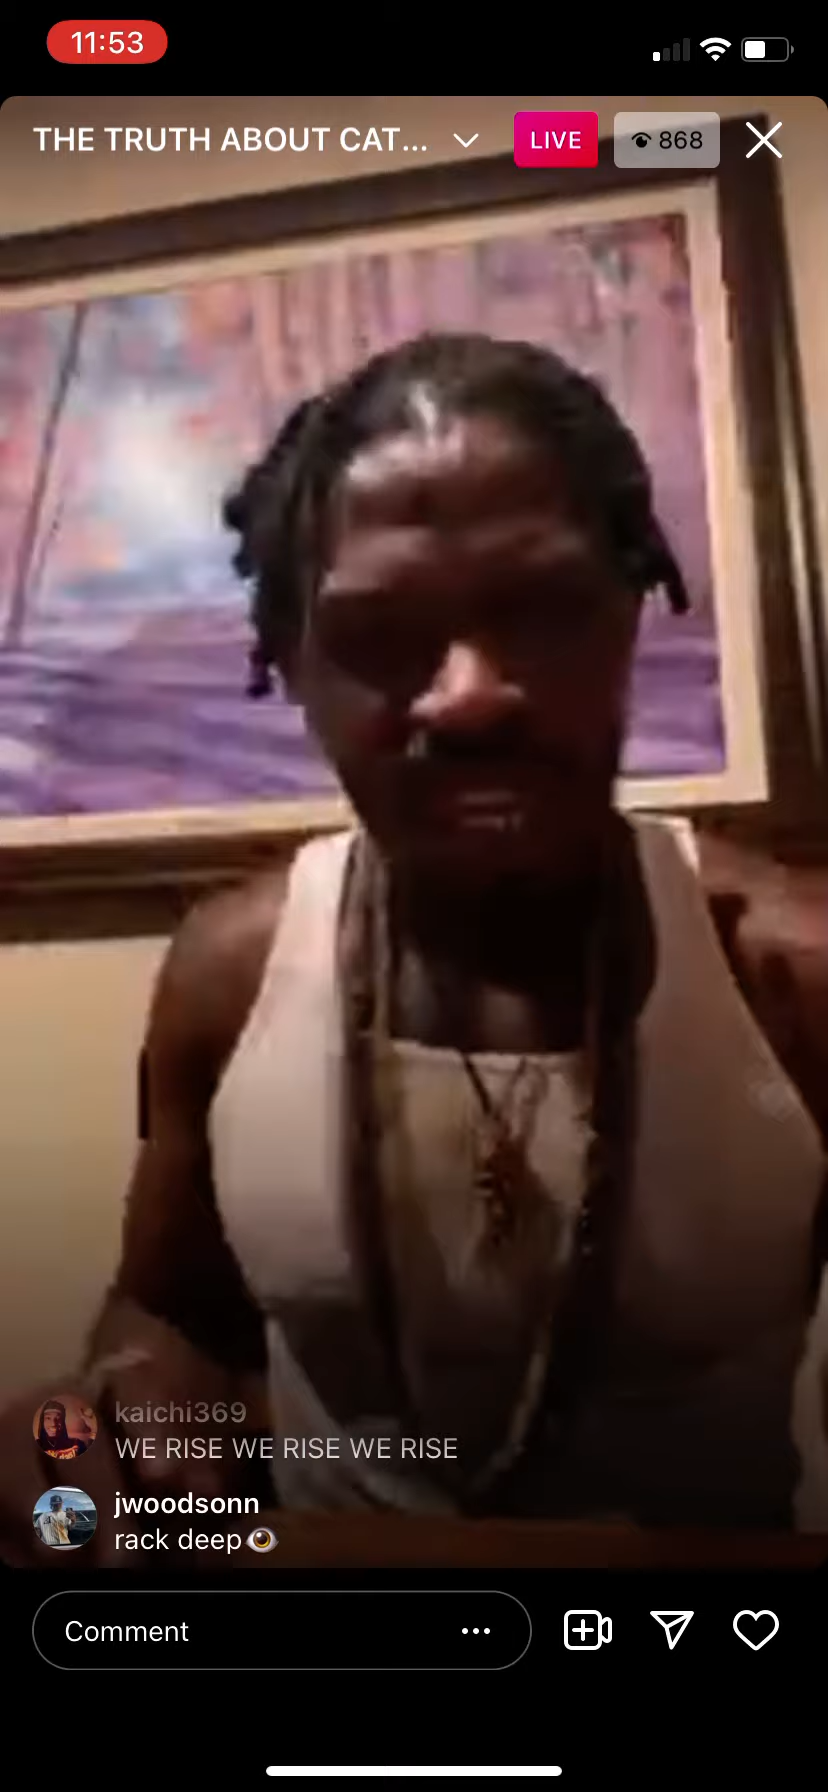 11:53
THE TRUTH ABOUT CAT...
LIVE
868
kaichi369
WE RISE WE RISE WE RISE
jwoodsonn
rack deep👁️
Comment